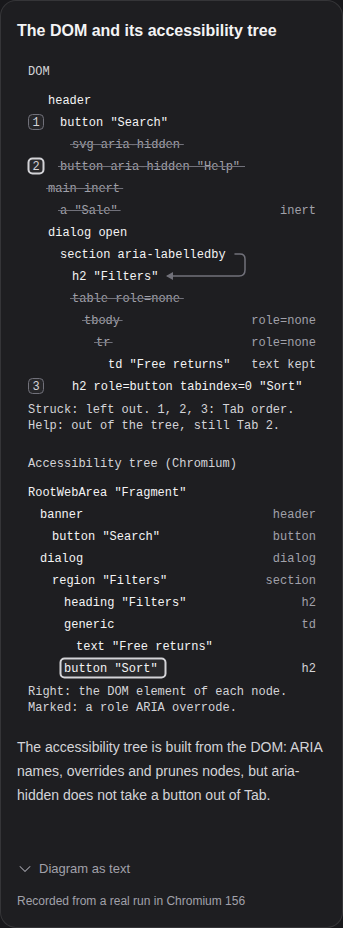 The DOM and its accessibility tree
DOM
header
1 button "Search"
svg aria-hidden
2 button aria-hidden "Help"
main inert
a "Sale" inert
dialog open
section aria-labelledby
h2 "Filters"
table role=none
tbody role=none
tr role=none
td "Free returns" text kept
3 h2 role=button tabindex=0 "Sort"
Struck: left out. 1, 2, 3: Tab order.
Help: out of the tree, still Tab 2.
Accessibility tree (Chromium)
RootWebArea "Fragment"
banner header
button "Search" button
dialog dialog
region "Filters" section
heading "Filters" h2
generic td
text "Free returns"
button "Sort" h2
Right: the DOM element of each node.
Marked: a role ARIA overrode.
The accessibility tree is built from the DOM: ARIA
names, overrides and prunes nodes, but aria-
hidden does not take a button out of Tab.
Diagram as text
Recorded from a real run in Chromium 156